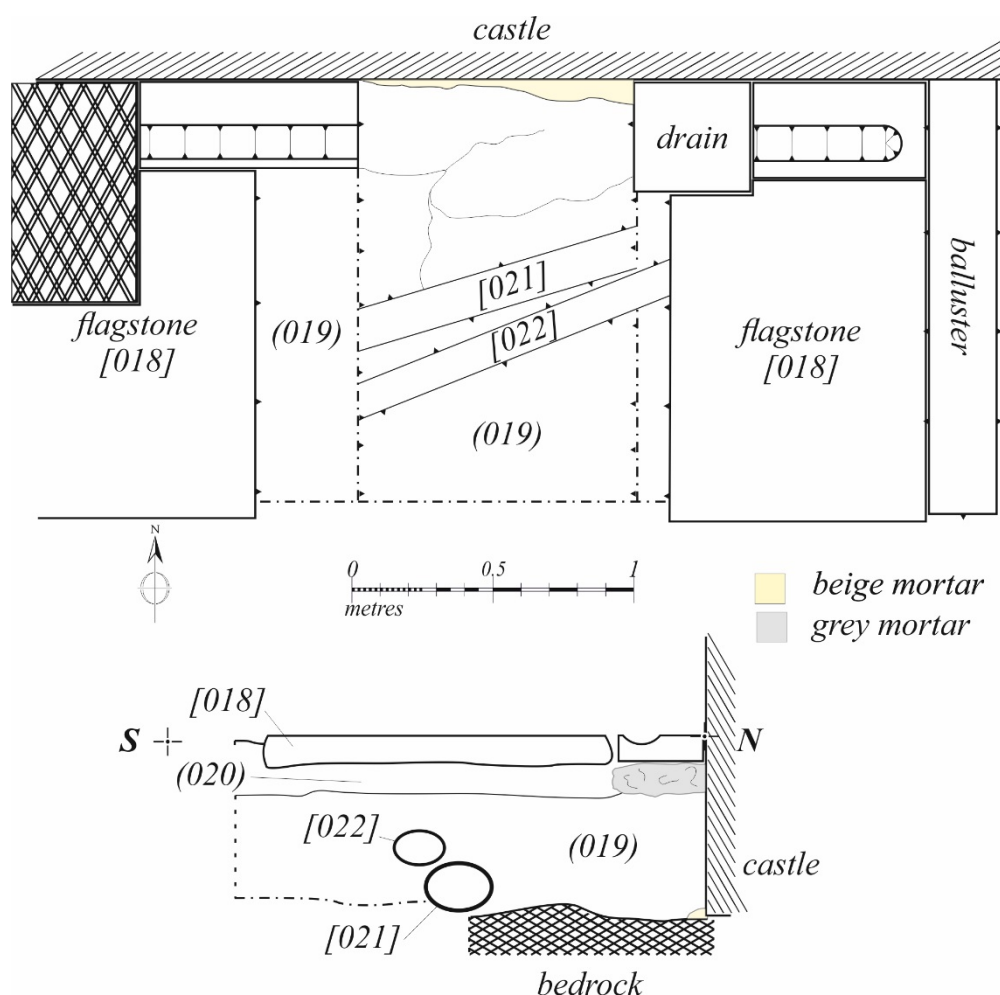 castle
drain
[021]
flagstone
[018]
(019)
[022]
flagstone
[018]
balluster
(019)
N
0 0.5 1
metres
beige mortar
grey mortar
[018]
S N
(020)
[022]
(019)
castle
[021]
bedrock